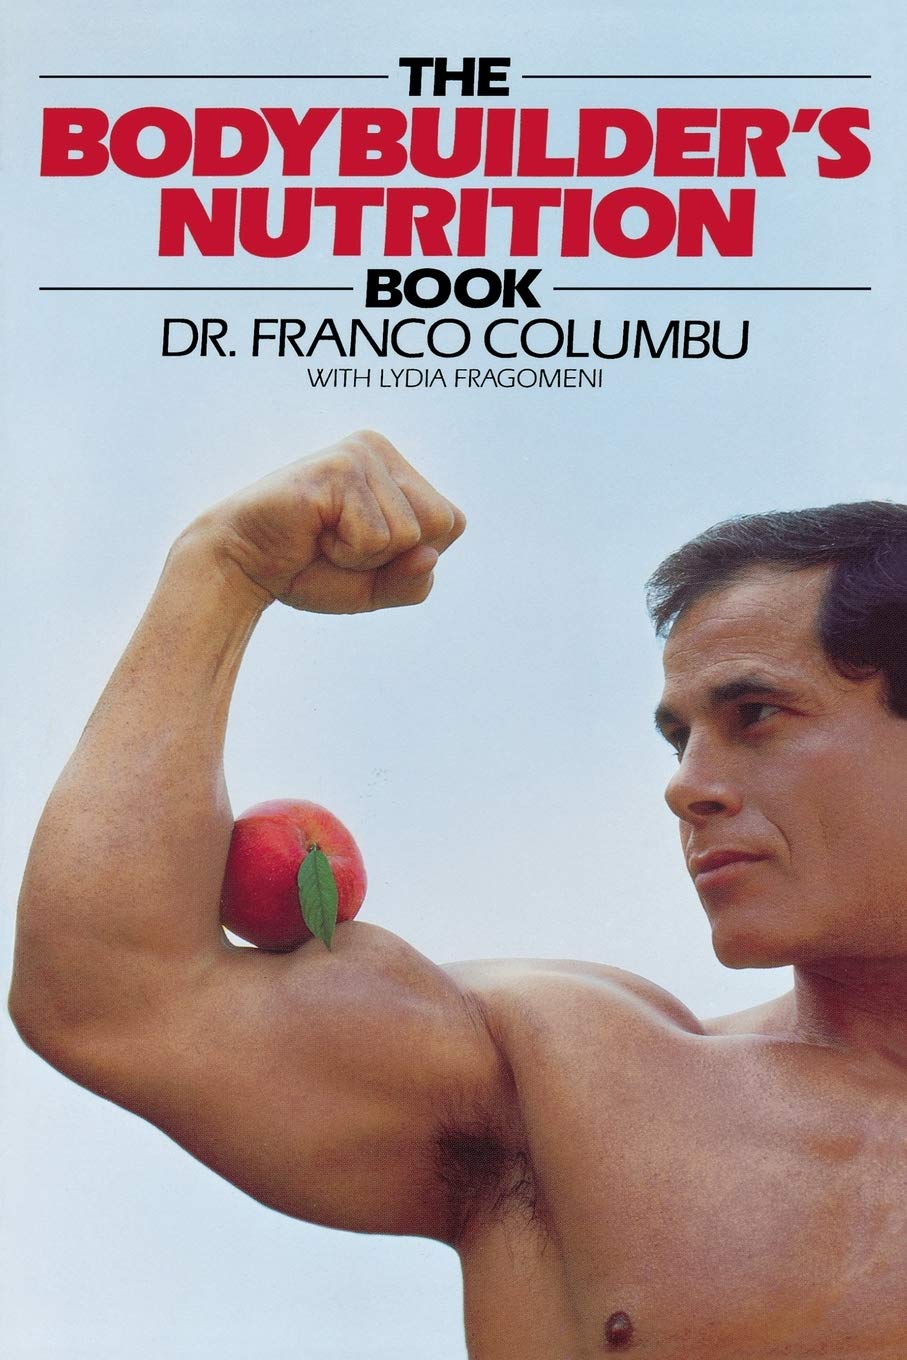 THE
BODYBUILDER'S
NUTRITION
BOOK
DR. FRANCO COLUMBU
WITH LYDIA FRAGOMENI